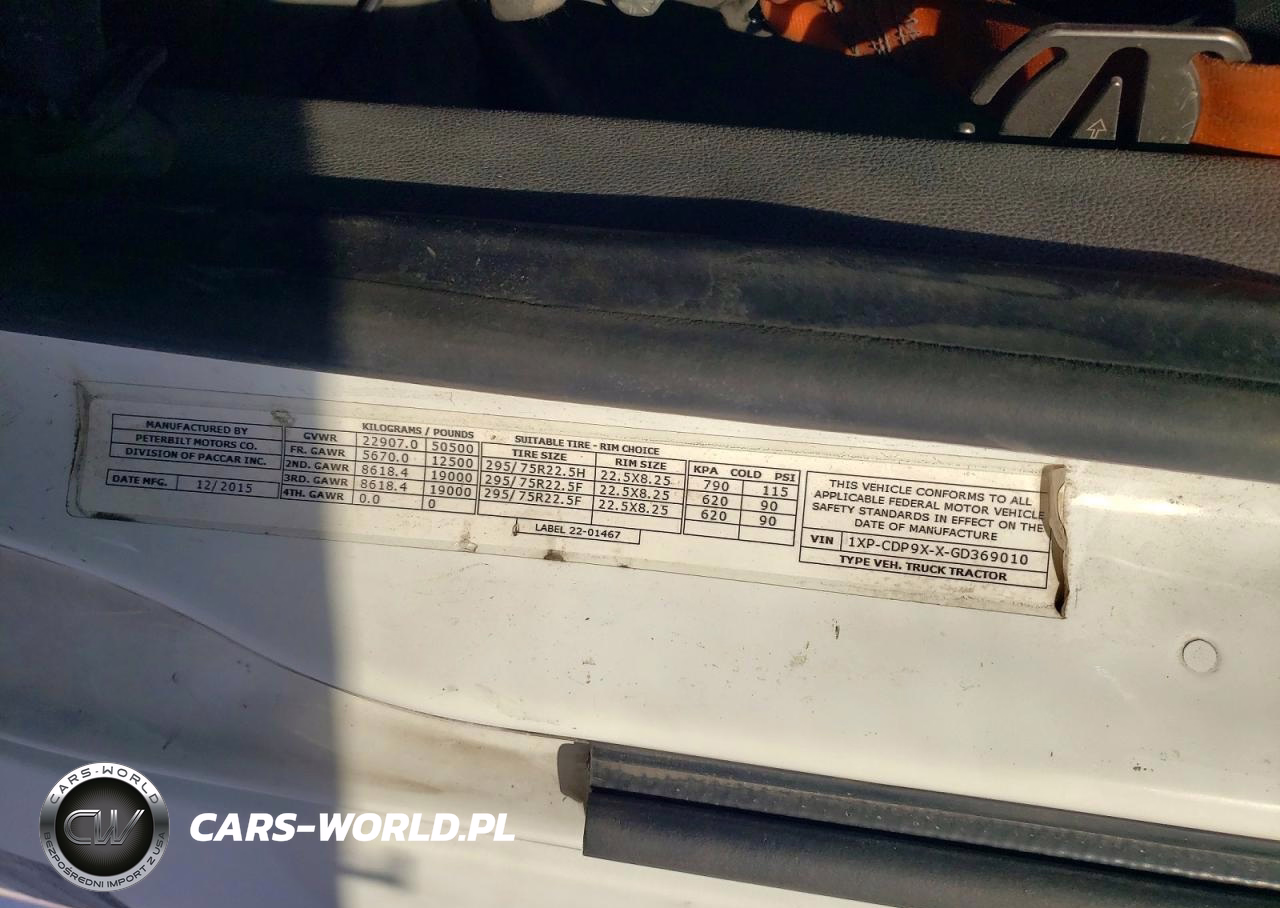 MANUFACTURED BY
PETERBILT MOTORS CO.
DIVISION OF PACCAR INC.
DATE MFG. 12/2015
KILOGRAMS / POUNDS
GVWR 22907.0 50500
FR. GAWR 5670.0 12500
2ND. GAWR 8618.4 19000
3RD. GAWR 8618.4 19000
4TH. GAWR 0.0 0
SUITABLE TIRE - RIM CHOICE
TIRE SIZE RIM SIZE
295/75R22.5H 22.5X8.25
295/75R22.5F 22.5X8.25
295/75R22.5F 22.5X8.25
LABEL 22-01467
KPA COLD PSI
790 115
620 90
620 90
THIS VEHICLE CONFORMS TO ALL
APPLICABLE FEDERAL MOTOR VEHICLE
SAFETY STANDARDS IN EFFECT ON THE
DATE OF MANUFACTURE
VIN 1XP-CDP9X-X-GD369010
TYPE VEH. TRUCK TRACTOR
CARS-WORLD
CW
BEZPOŚREDNI IMPORT Z USA
CARS-WORLD.PL